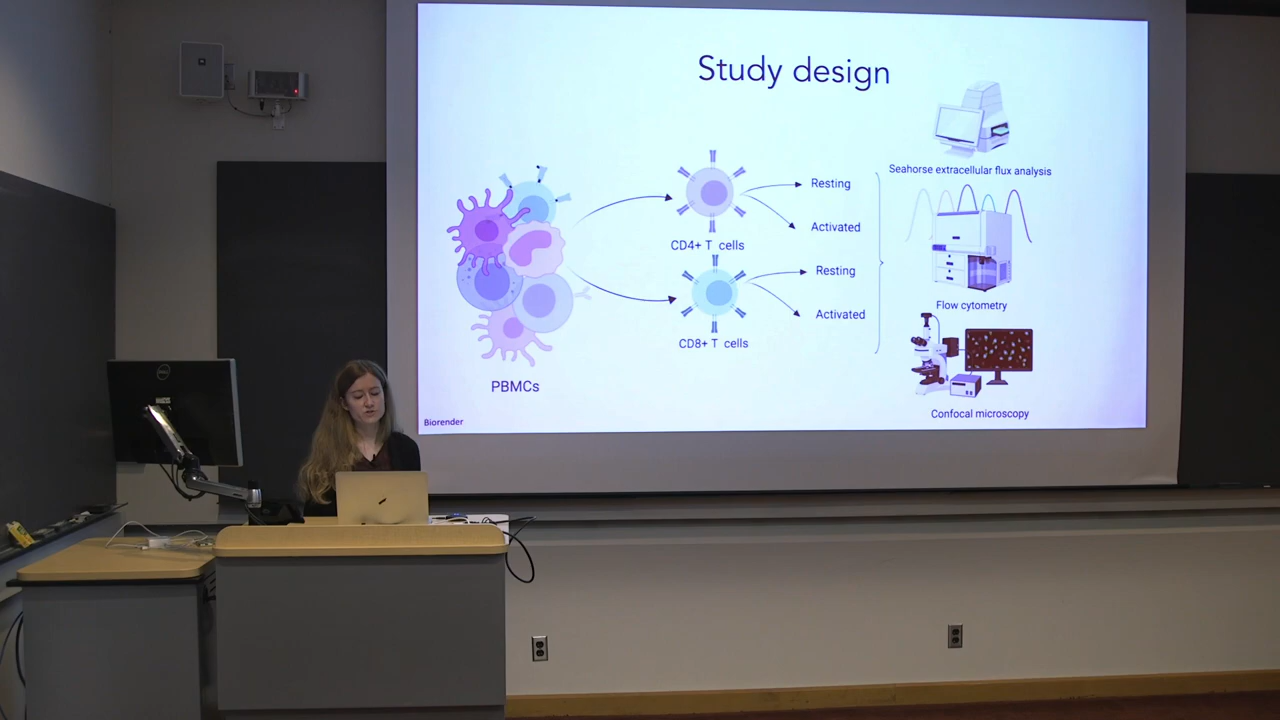 Study design
Seahorse extracellular flux analysis
Resting
Activated
CD4+ T cells
Resting
Activated
CD8+ T cells
Flow cytometry
PBMCs
Confocal microscopy
Biorender
DELL